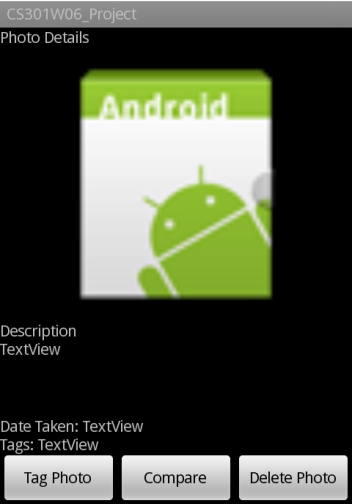 CS301W06_Project
Photo Details
Android
Description
TextView
Date Taken: TextView
Tags: TextView
Tag Photo
Compare
Delete Photo